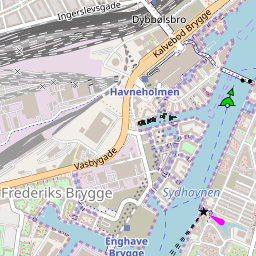 Ingerslevsgade
Dybbølsbro
Kalvebod Brygge
Havneholmen
Vasbygade
Frederiks Brygge
Sydhavnen
Enghave
Brygge